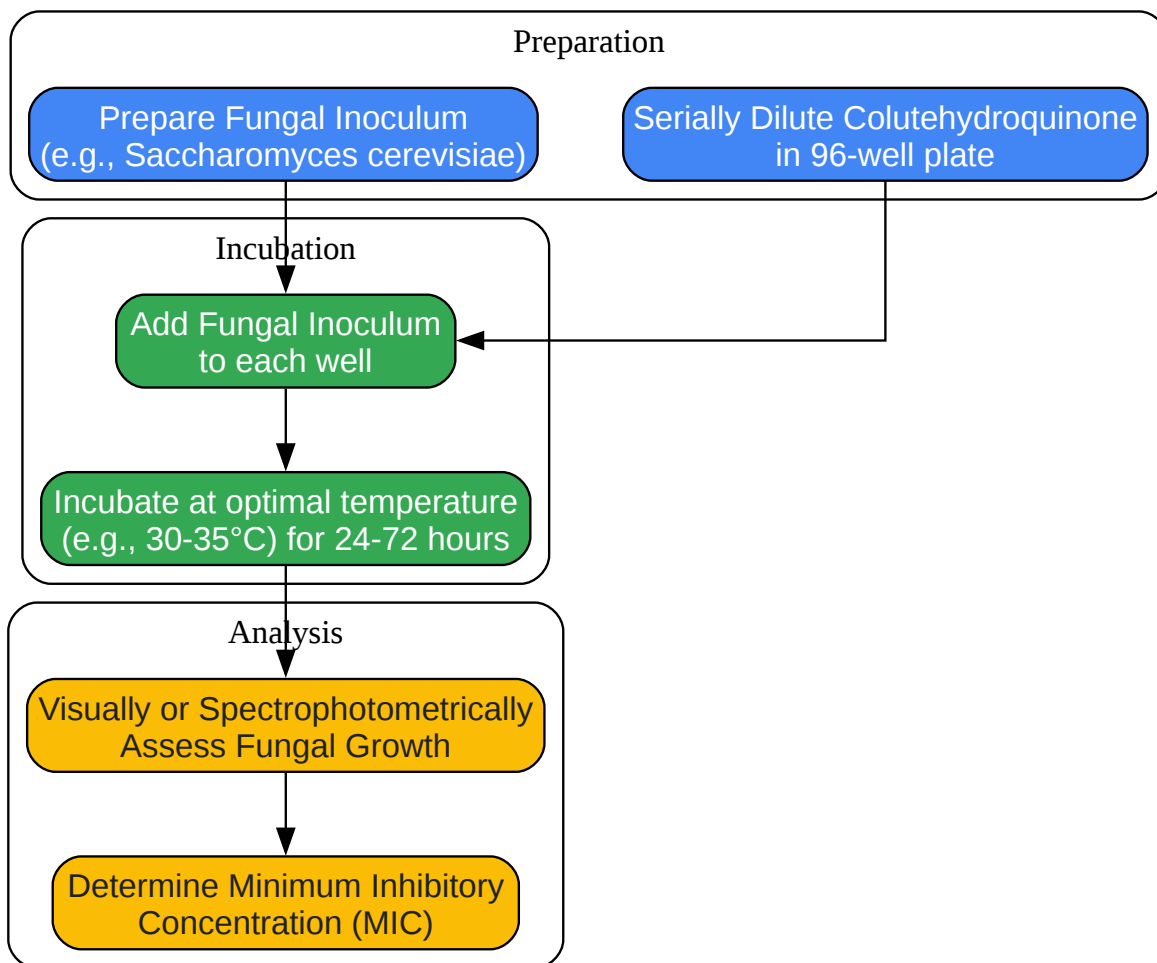 Preparation
Prepare Fungal Inoculum
(e.g., Saccharomyces cerevisiae)
Serially Dilute Colutehydroquinone
in 96-well plate
Incubation
Add Fungal Inoculum
to each well
Incubate at optimal temperature
(e.g., 30-35°C) for 24-72 hours
Analysis
Visually or Spectrophotometrically
Assess Fungal Growth
Determine Minimum Inhibitory
Concentration (MIC)